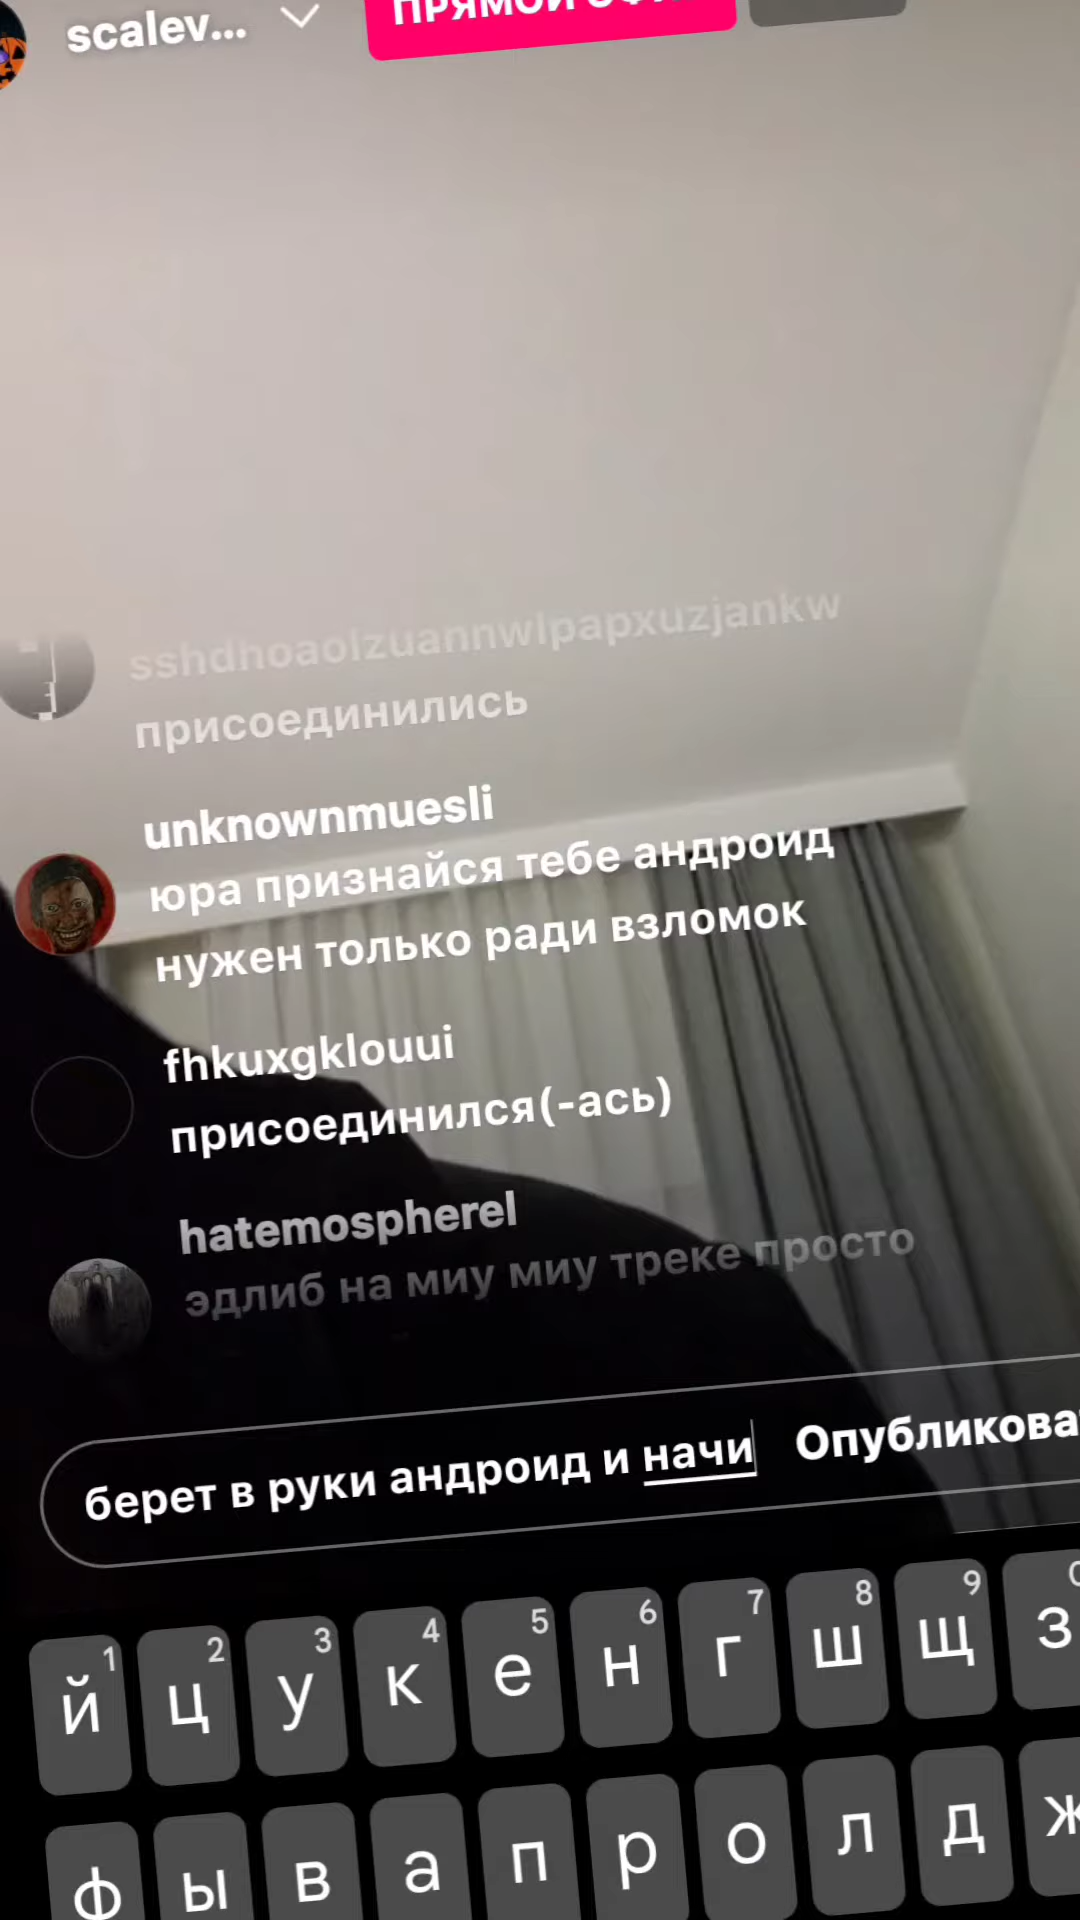 scalev...
ПРЯМОЙ
sshdhoaolzuannwlpapxuzjankw
присоединились
unknownmuesli
юра признайся тебе андроид
нужен только ради взломок
fhkuxgklouui
присоединился(-ась)
hatemospherel
эдлиб на миу миу треке просто
берет в руки андроид и начи Опубликова
1 2 3 4 5 6 7 8 9
й ц у к е н г ш щ з
ф ы в а п р о л д ж